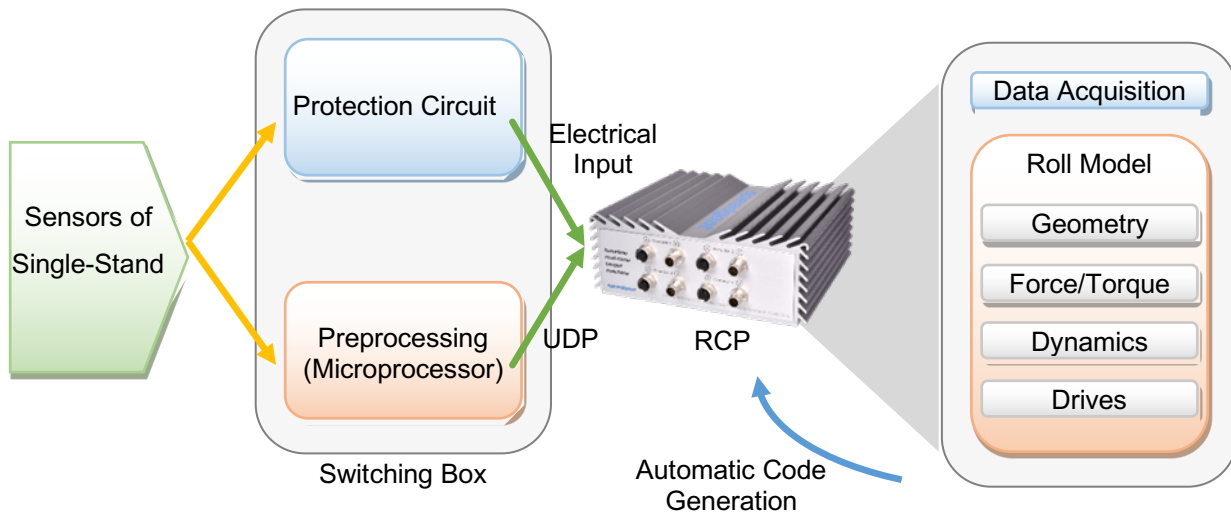 Sensors of
Single-Stand
Protection Circuit
Preprocessing
(Microprocessor)
Switching Box
Electrical
Input
UDP
RCP
Automatic Code
Generation
Data Acquisition
Roll Model
Geometry
Force/Torque
Dynamics
Drives